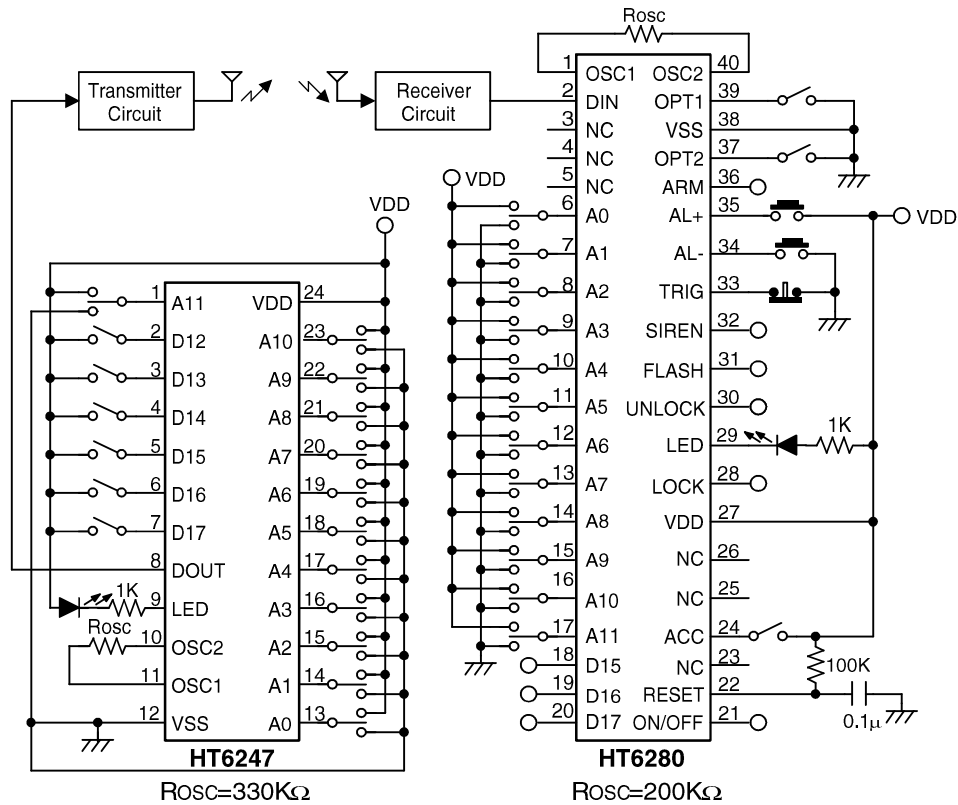 Rosc
Transmitter
Circuit
Receiver
Circuit
1 OSC1 OSC2 40
2 DIN OPT1 39
3 NC VSS 38
4 NC OPT2 37
5 NC ARM 36
6 A0 AL+ 35
7 A1 AL- 34
8 A2 TRIG 33
9 A3 SIREN 32
10 A4 FLASH 31
11 A5 UNLOCK 30
12 A6 LED 29
13 A7 LOCK 28
14 A8 VDD 27
15 A9 NC 26
16 A10 NC 25
17 A11 ACC 24
18 D15 NC 23
19 D16 RESET 22
20 D17 ON/OFF 21
VDD
VDD
1K
100K
0.1µ
HT6280
ROSC=200KΩ
VDD
1 A11 VDD 24
2 D12 A10 23
3 D13 A9 22
4 D14 A8 21
5 D15 A7 20
6 D16 A6 19
7 D17 A5 18
8 DOUT A4 17
9 LED A3 16
10 OSC2 A2 15
11 OSC1 A1 14
12 VSS A0 13
1K
Rosc
HT6247
ROSC=330KΩ